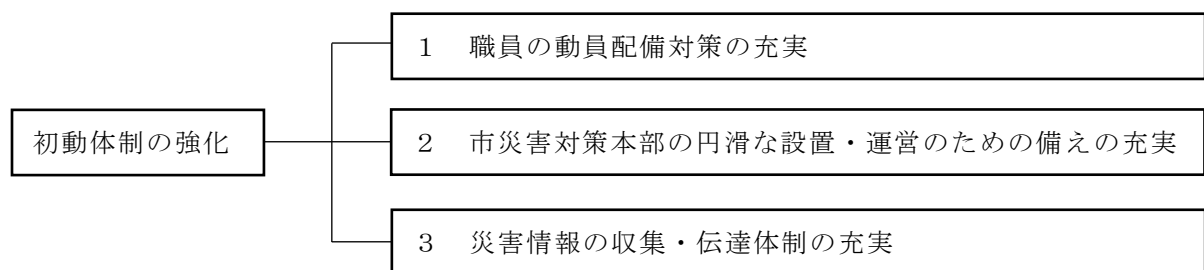 初動体制の強化
１　職員の動員配備対策の充実
２　市災害対策本部の円滑な設置・運営のための備えの充実
３　災害情報の収集・伝達体制の充実